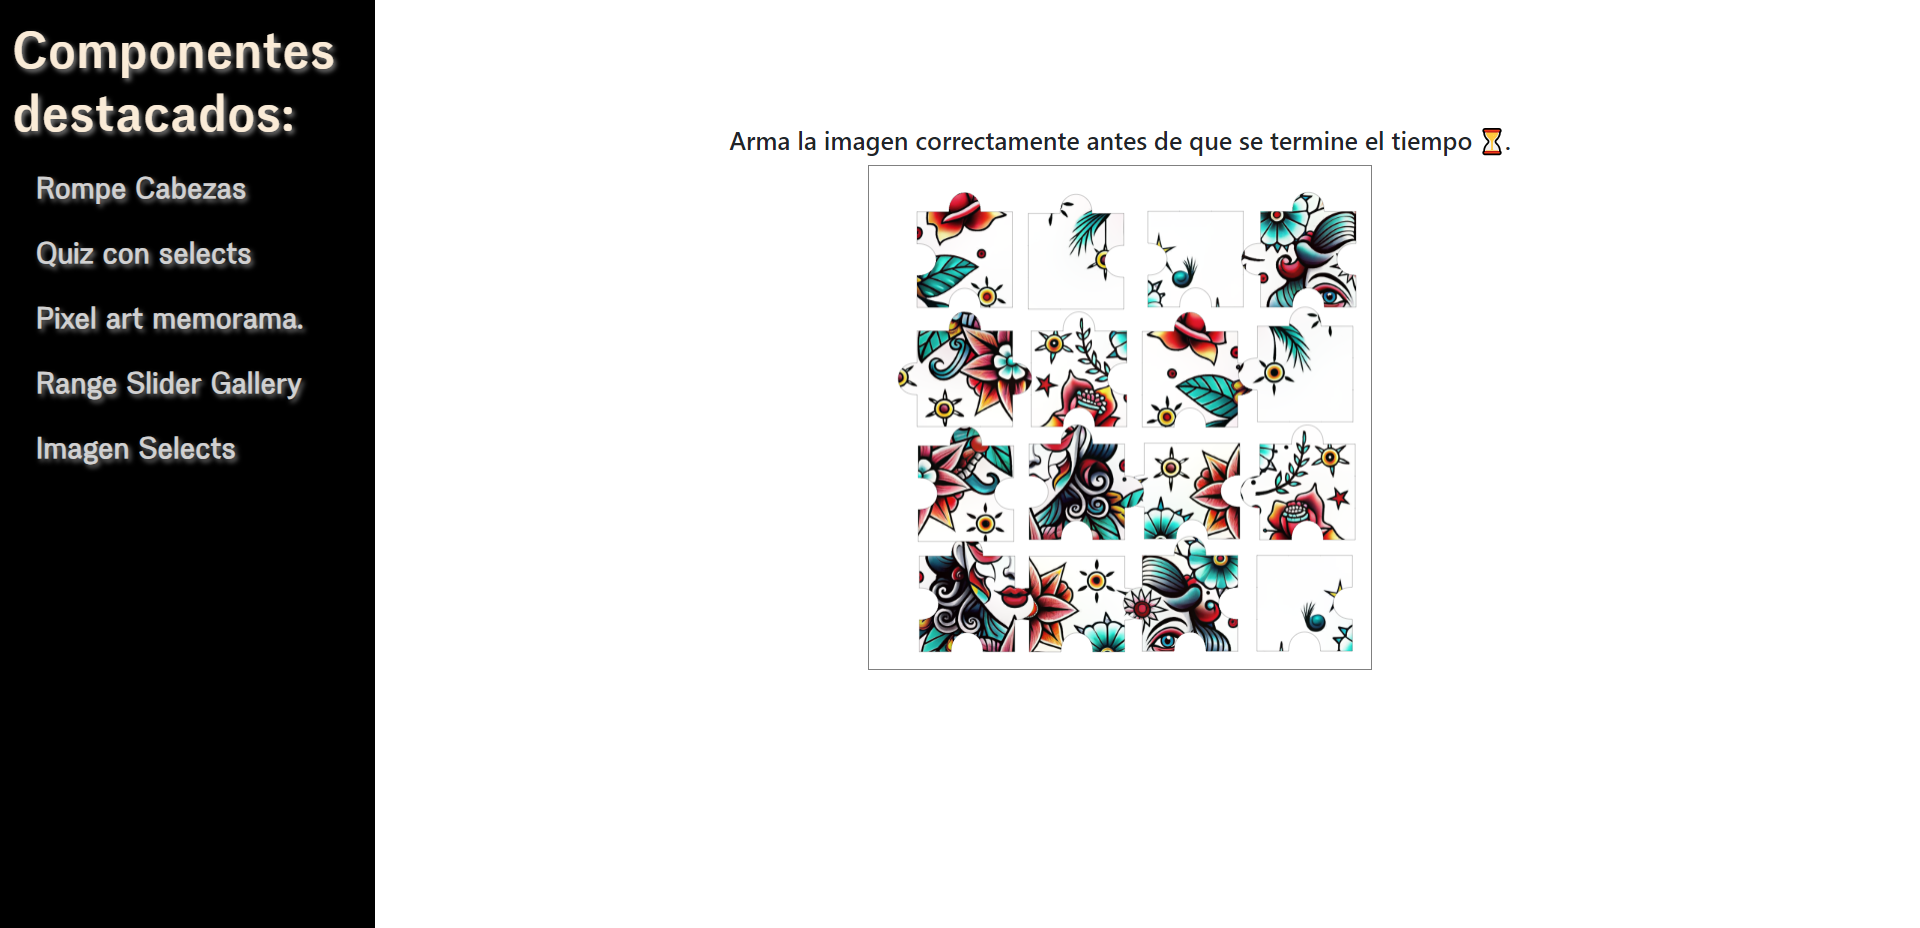 Componentes
destacados:
Rompe Cabezas
Quiz con selects
Pixel art memorama.
Range Slider Gallery
Imagen Selects
Arma la imagen correctamente antes de que se termine el tiempo ⏳.